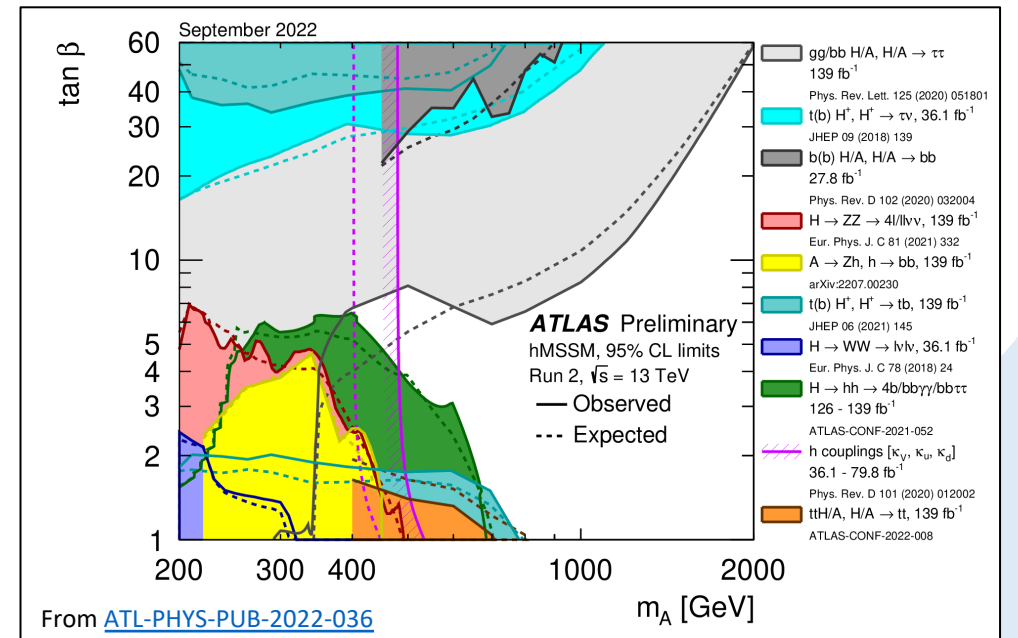 September 2022
tan β
60
40
30
20
10
5
4
3
2
1
200
300
400
1000
2000
m_A [GeV]
ATLAS Preliminary
hMSSM, 95% CL limits
Run 2, √s = 13 TeV
Observed
Expected
gg/bb H/A, H/A → ττ
139 fb⁻¹
Phys. Rev. Lett. 125 (2020) 051801
t(b) H⁺, H⁺ → τν, 36.1 fb⁻¹
JHEP 09 (2018) 139
b(b) H/A, H/A → bb
27.8 fb⁻¹
Phys. Rev. D 102 (2020) 032004
H → ZZ → 4l/llνν, 139 fb⁻¹
Eur. Phys. J. C 81 (2021) 332
A → Zh, h → bb, 139 fb⁻¹
arXiv:2207.00230
t(b) H⁺, H⁺ → tb, 139 fb⁻¹
JHEP 06 (2021) 145
H → WW → lνlν, 36.1 fb⁻¹
Eur. Phys. J. C 78 (2018) 24
H → hh → 4b/bbγγ/bbττ
126 - 139 fb⁻¹
ATLAS-CONF-2021-052
h couplings [κ_V, κ_u, κ_d]
36.1 - 79.8 fb⁻¹
Phys. Rev. D 101 (2020) 012002
ttH/A, H/A → tt, 139 fb⁻¹
ATLAS-CONF-2022-008
From ATL-PHYS-PUB-2022-036